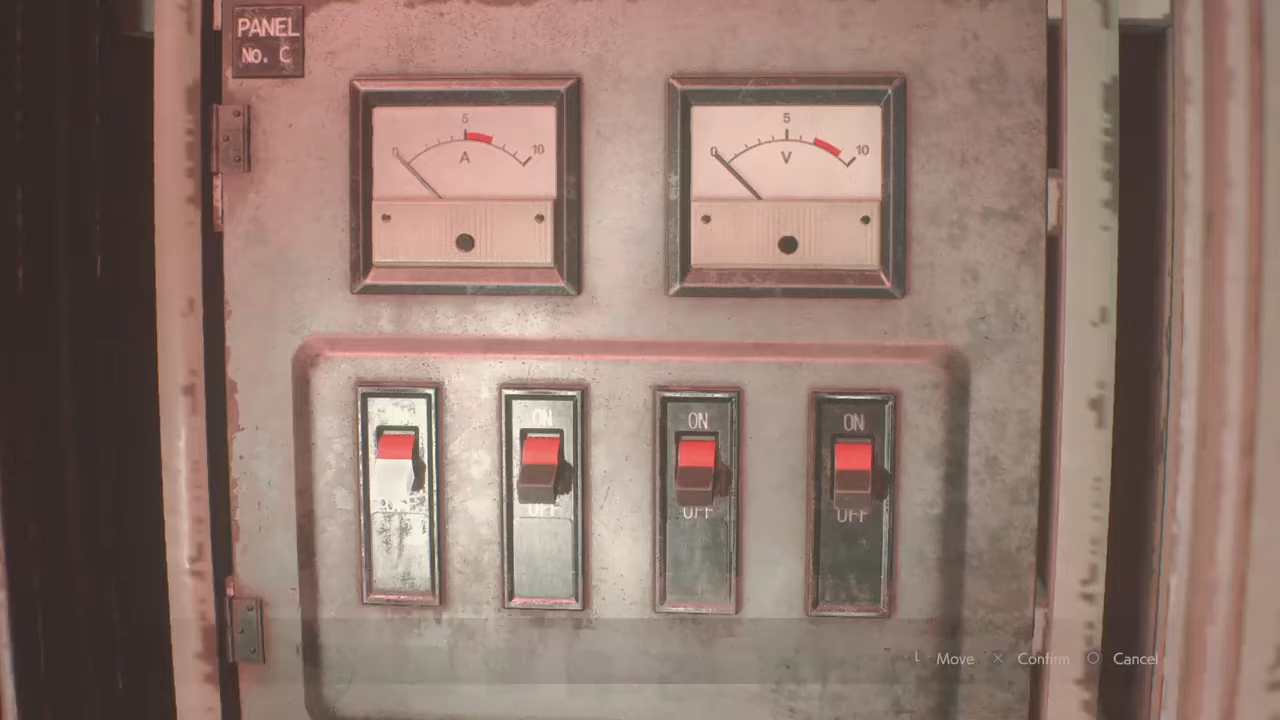 PANEL
No. C
0 5 10
A
0 5 10
V
ON ON ON
OFF OFF OFF
L Move X Confirm O Cancel